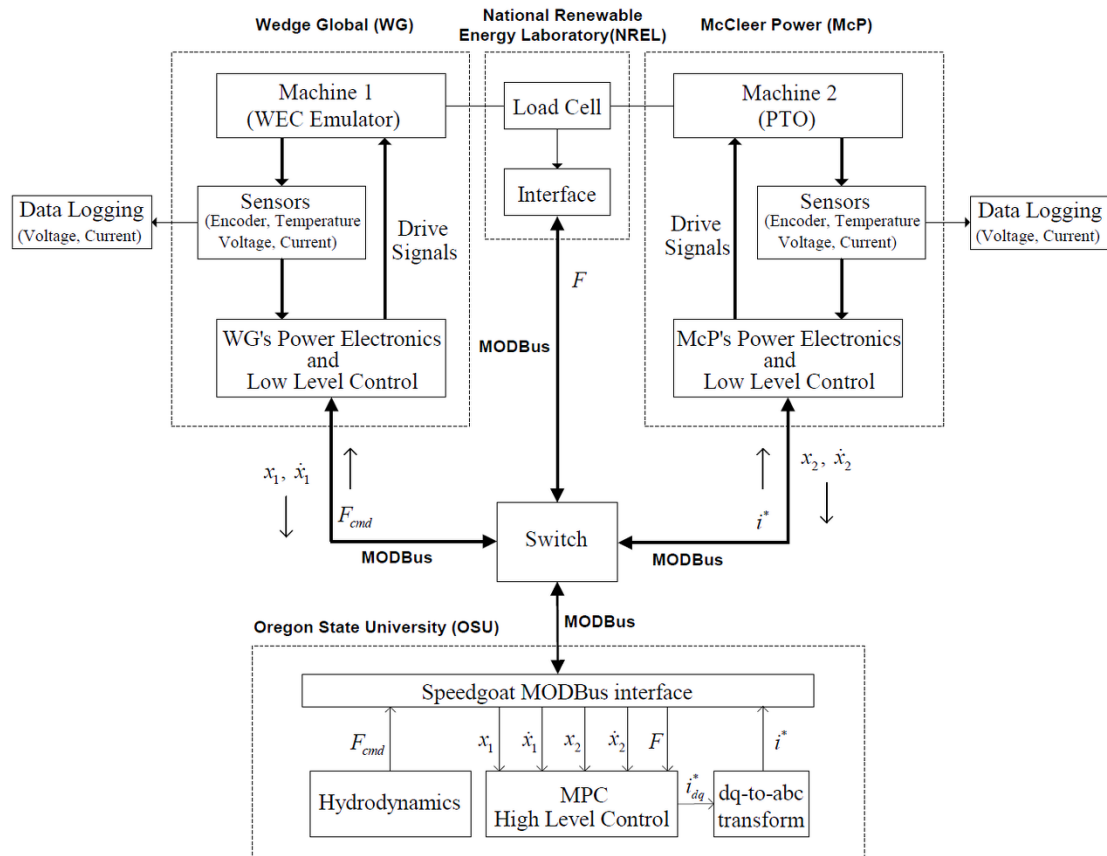 Wedge Global (WG)
National Renewable
Energy Laboratory(NREL)
McCleer Power (McP)
Machine 1
(WEC Emulator)
Load Cell
Machine 2
(PTO)
Interface
Data Logging
(Voltage, Current)
Sensors
(Encoder, Temperature
Voltage, Current)
Drive
Signals
Drive
Signals
Sensors
(Encoder, Temperature
Voltage, Current)
Data Logging
(Voltage, Current)
F
MODBus
WG's Power Electronics
and
Low Level Control
McP's Power Electronics
and
Low Level Control
x₁, ẋ₁
F_cmd
MODBus
Switch
x₂, ẋ₂
i*
MODBus
MODBus
Oregon State University (OSU)
Speedgoat MODBus interface
F_cmd
x₁
ẋ₁
x₂
ẋ₂
F
i*
Hydrodynamics
MPC
High Level Control
i*_dq
dq-to-abc
transform